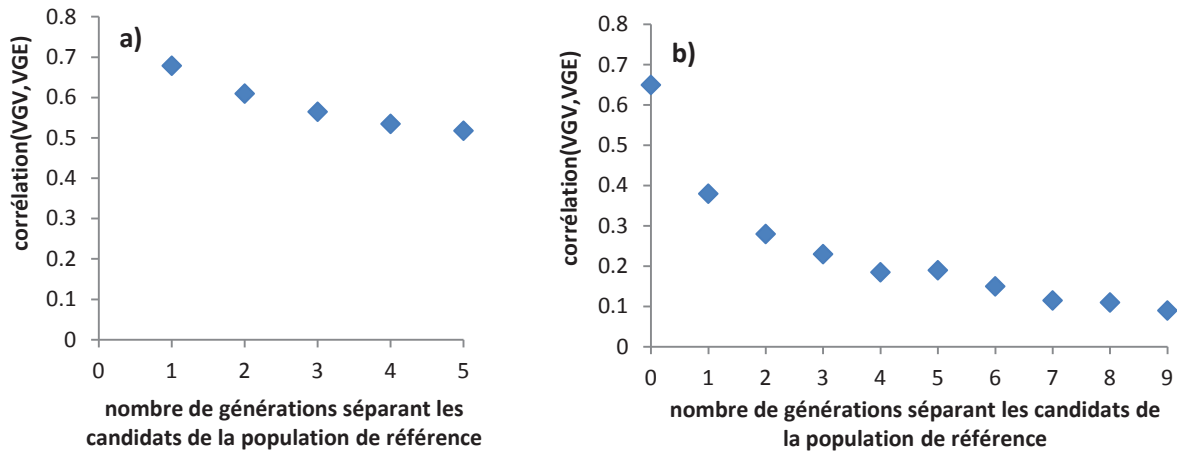 a)
corrélation(VGV,VGE)
0.8
0.7
0.6
0.5
0.4
0.3
0.2
0.1
0
0 1 2 3 4 5
nombre de générations séparant les
candidats de la population de référence
b)
corrélation(VGV,VGE)
0.8
0.7
0.6
0.5
0.4
0.3
0.2
0.1
0
0 1 2 3 4 5 6 7 8 9
nombre de générations séparant les candidats de
la population de référence